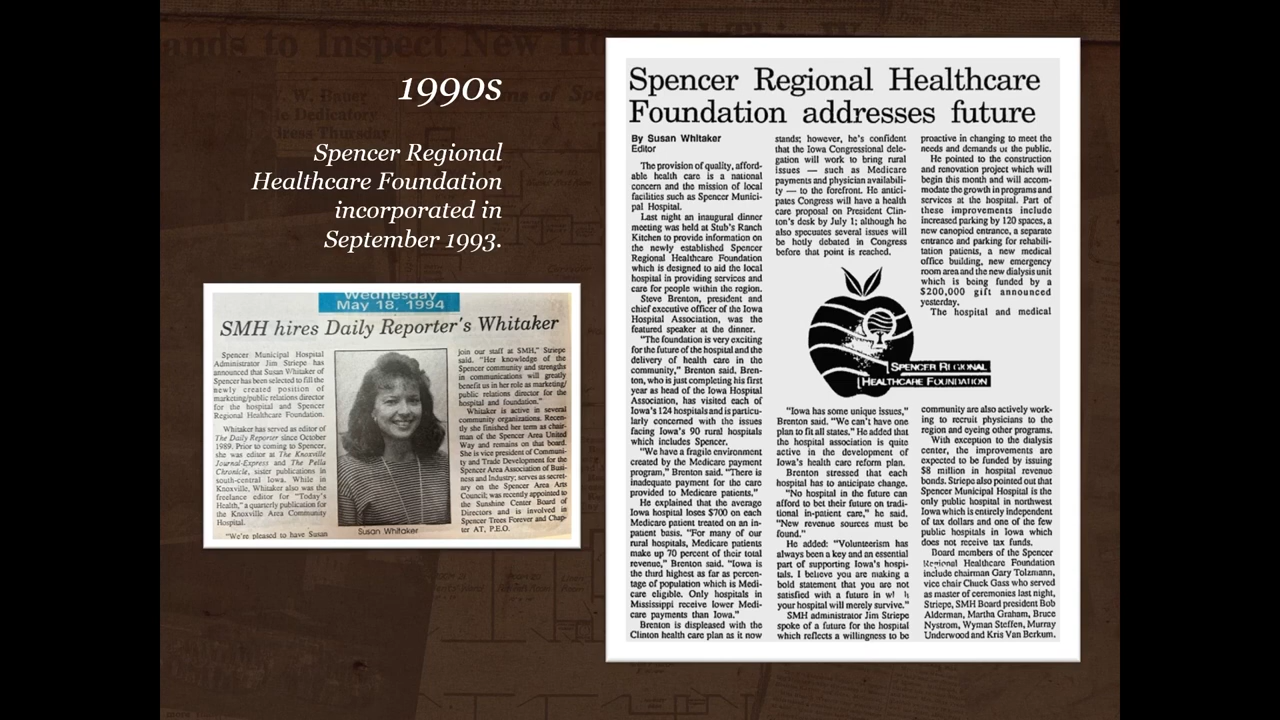 1990s
Spencer Regional
Healthcare Foundation
incorporated in
September 1993.
Wednesday
May 18, 1994
SMH hires Daily Reporter's Whitaker
Spencer Municipal Hospital
Administrator Jim Striepe has
announced that Susan Whitaker of
Spencer has been selected to fill the
newly created position of
marketing/public relations director
for the hospital and Spencer
Regional Healthcare Foundation.
Whitaker has served as editor of
The Daily Reporter since October
1989. Prior to coming to Spencer,
she was editor at The Knoxville
Journal-Express and The Pella
Chronicle, sister publications in
south-central Iowa. While in
Knoxville, Whitaker also was the
freelance editor for "Today's
Health," a quarterly publication for
the Knoxville Area Community
Hospital.
"We're pleased to have Susan
join our staff at SMH," Striepe
said. "Her knowledge of the
Spencer community and strengths
in communications will greatly
benefit us in her role as marketing/
public relations director for the
hospital and foundation."
Whitaker is active in several
community organizations. Recen-
tly she finished her term as chair-
man of the Spencer Area United
Way and remains on that board.
She is vice president of Communi-
ty and Trade Development for the
Spencer Area Association of Busi-
ness and Industry; serves as secret-
ary on the Spencer Area Arts
Council; was recently appointed to
the Sunshine Center Board of
Directors and is involved in
Spencer Trees Forever and Chap-
ter AT, P.E.O.
Susan Whitaker
Spencer Regional Healthcare
Foundation addresses future
By Susan Whitaker
Editor
The provision of quality, afford-
able health care is a national
concern and the mission of local
facilities such as Spencer Munici-
pal Hospital.
Last night an inaugural dinner
meeting was held at Stub's Ranch
Kitchen to provide information on
the newly established Spencer
Regional Healthcare Foundation
which is designed to aid the local
hospital in providing services and
care for people within the region.
Steve Brenton, president and
chief executive officer of the Iowa
Hospital Association, was the
featured speaker at the dinner.
"The foundation is very exciting
for the future of the hospital and the
delivery of health care in the
community," Brenton said. Bren-
ton, who is just completing his first
year as head of the Iowa Hospital
Association, has visited each of
Iowa's 124 hospitals and is particu-
larly concerned with the issues
facing Iowa's 90 rural hospitals
which includes Spencer.
"We have a fragile environment
created by the Medicare payment
program," Brenton said. "There is
inadequate payment for the care
provided to Medicare patients."
He explained that the average
Iowa hospital loses $700 on each
Medicare patient treated on an in-
patient basis. "For many of our
rural hospitals, Medicare patients
make up 70 percent of their total
revenue," Brenton said. "Iowa is
the third highest as far as percen-
tage of population which is Medi-
care eligible. Only hospitals in
Mississippi receive lower Medi-
care payments than Iowa."
Brenton is displeased with the
Clinton health care plan as it now
stands; however, he's confident
that the Iowa Congressional dele-
gation will work to bring rural
issues — such as Medicare
payments and physician availabili-
ty — to the forefront. He antici-
pates Congress will have a health
care proposal on President Clin-
ton's desk by July 1; although he
also specuates several issues will
be hotly debated in Congress
before that point is reached.
SPENCER REGIONAL
HEALTHCARE FOUNDATION
"Iowa has some unique issues,"
Brenton said. "We can't have one
plan to fit all states." He added that
the hospital association is quite
active in the development of
Iowa's health care reform plan.
Brenton stressed that each
hospital has to anticipate change.
"No hospital in the future can
afford to bet their future on tradi-
tional in-patient care," he said.
"New revenue sources must be
found."
He added: "Volunteerism has
always been a key and an essential
part of supporting Iowa's hospi-
tals. I believe you are making a
bold statement that you are not
satisfied with a future in
your hospital will merely survive."
SMH administrator Jim Striepe
spoke of a future for the hospital
which reflects a willingness to be
proactive in changing to meet the
needs and demands of the public.
He pointed to the construction
and renovation project which will
begin this month and will accom-
modate the growth in programs and
services at the hospital. Part of
these improvements include
increased parking by 120 spaces, a
new canopied entrance, a separate
entrance and parking for rehabili-
tation patients, a new medical
office building, new emergency
room area and the new dialysis unit
which is being funded by a
$200,000 gift announced
yesterday.
The hospital and medical
community are also actively work-
ing to recruit physicians to the
region and eyeing other programs.
With exception to the dialysis
center, the improvements are
expected to be funded by issuing
$8 million in hospital revenue
bonds. Striepe also pointed out that
Spencer Municipal Hospital is the
only public hospital in northwest
Iowa which is entirely independent
of tax dollars and one of the few
public hospitals in Iowa which
does not receive tax funds.
Board members of the Spencer
Regional Healthcare Foundation
include chairman Gary Tolzmann,
vice chair Chuck Gass who served
as master of ceremonies last night,
Striepe, SMH Board president Bob
Alderman, Martha Graham, Bruce
Nystrom, Wyman Steffen, Murray
Underwood and Kris Van Berkum.